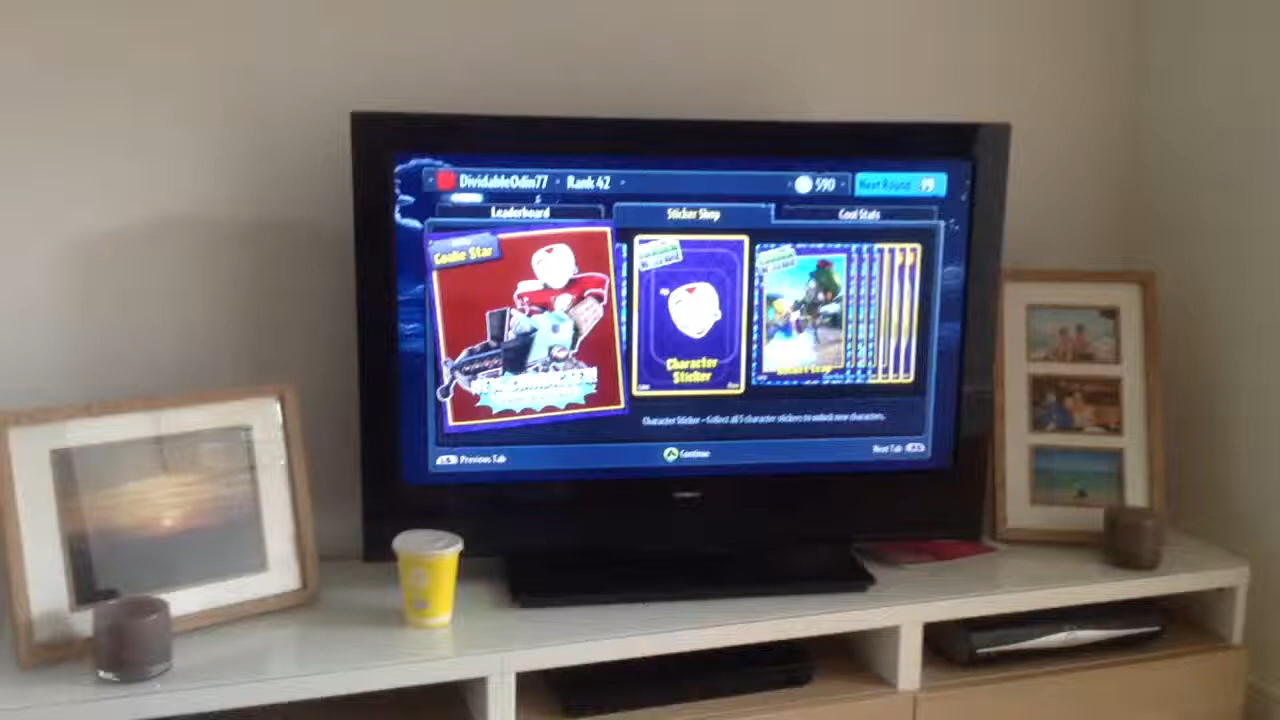 DividableOdin77 · Rank 42
590
Next Round
Leaderboard
Sticker Shop
Cool Stats
Goalie Star
Character
Sticker
Character Sticker - Collect all 5 character stickers to unlock new characters.
Previous Tab
Continue
Next Tab